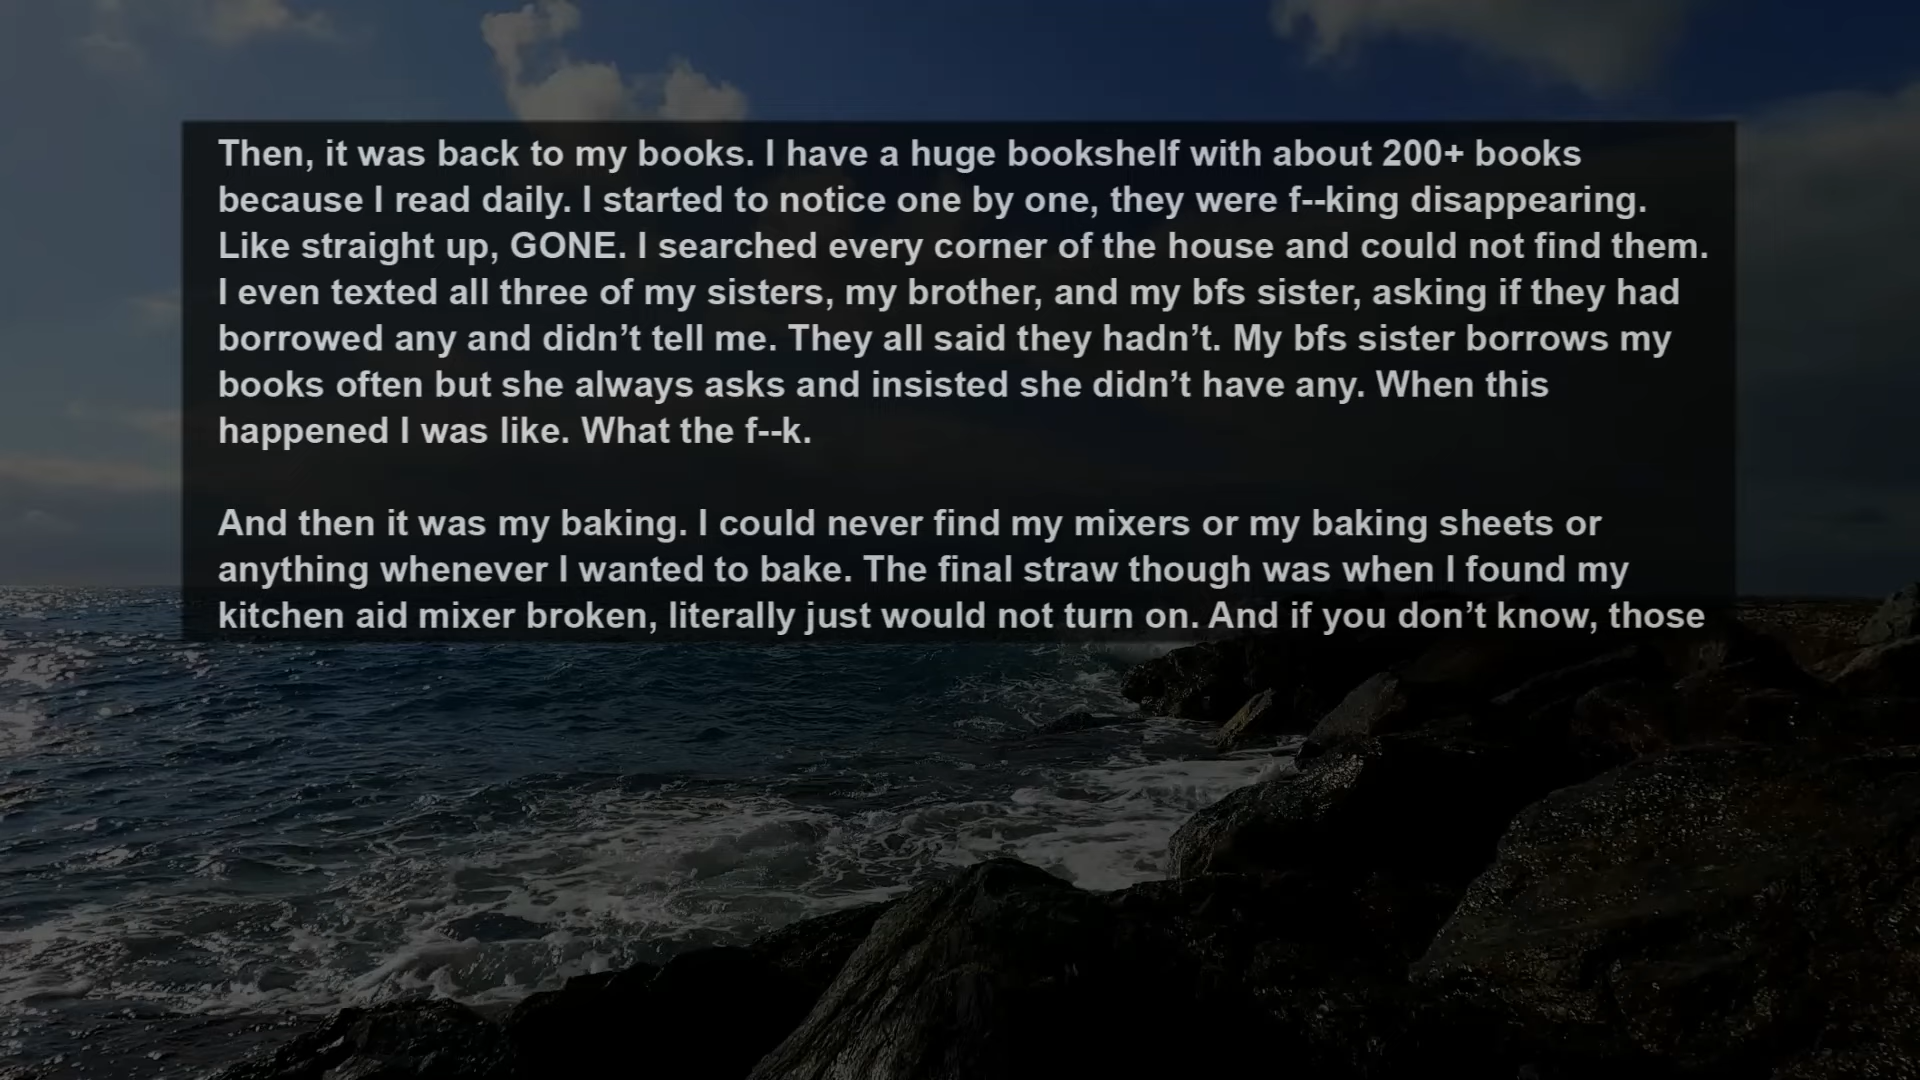 Then, it was back to my books. I have a huge bookshelf with about 200+ books
because I read daily. I started to notice one by one, they were f--king disappearing.
Like straight up, GONE. I searched every corner of the house and could not find them.
I even texted all three of my sisters, my brother, and my bfs sister, asking if they had
borrowed any and didn’t tell me. They all said they hadn’t. My bfs sister borrows my
books often but she always asks and insisted she didn’t have any. When this
happened I was like. What the f--k.
And then it was my baking. I could never find my mixers or my baking sheets or
anything whenever I wanted to bake. The final straw though was when I found my
kitchen aid mixer broken, literally just would not turn on. And if you don’t know, those